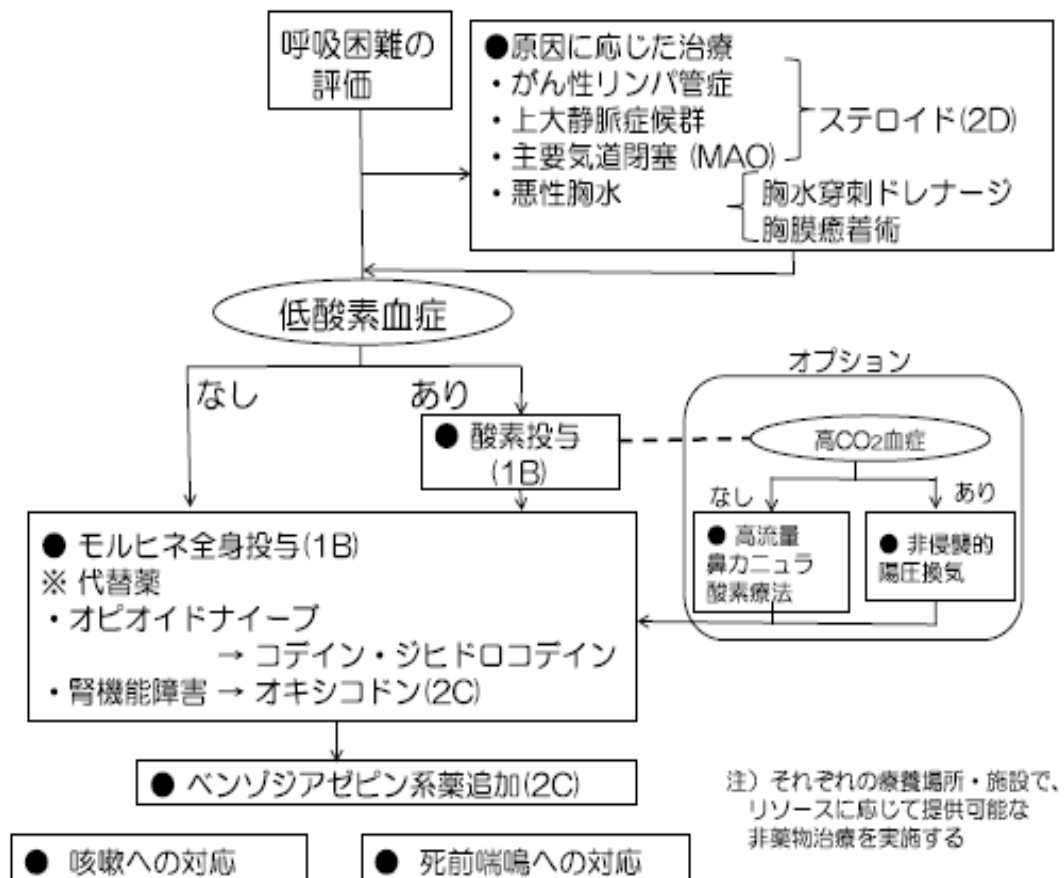 呼吸困難の
評価
●原因に応じた治療
・がん性リンパ管症
・上大静脈症候群
・主要気道閉塞 (MAO)
ステロイド(2D)
・悪性胸水
胸水穿刺ドレナージ
胸膜癒着術
低酸素血症
なし
あり
● 酸素投与
(1B)
オプション
高CO2血症
なし
あり
● 高流量
鼻カニュラ
酸素療法
● 非侵襲的
陽圧換気
● モルヒネ全身投与(1B)
※ 代替薬
・オピオイドナイーブ
→ コデイン・ジヒドロコデイン
・腎機能障害 → オキシコドン(2C)
● ベンゾジアゼピン系薬追加(2C)
注）それぞれの療養場所・施設で、
リソースに応じて提供可能な
非薬物治療を実施する
● 咳嗽への対応
● 死前喘鳴への対応